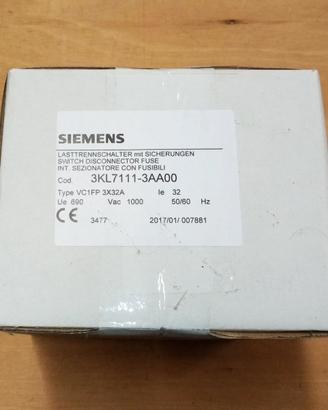 SIEMENS
LASTTRENNSCHALTER mit SICHERUNGEN
SWITCH DISCONNECTOR FUSE
INT. SEZIONATORE CON FUSIBILI
Cod. 3KL7111-3AA00
Type VC1FP 3X32A Ie 32
Ue 690 Vac 1000 50/60 Hz
CE 3477 2017/01/ 007881